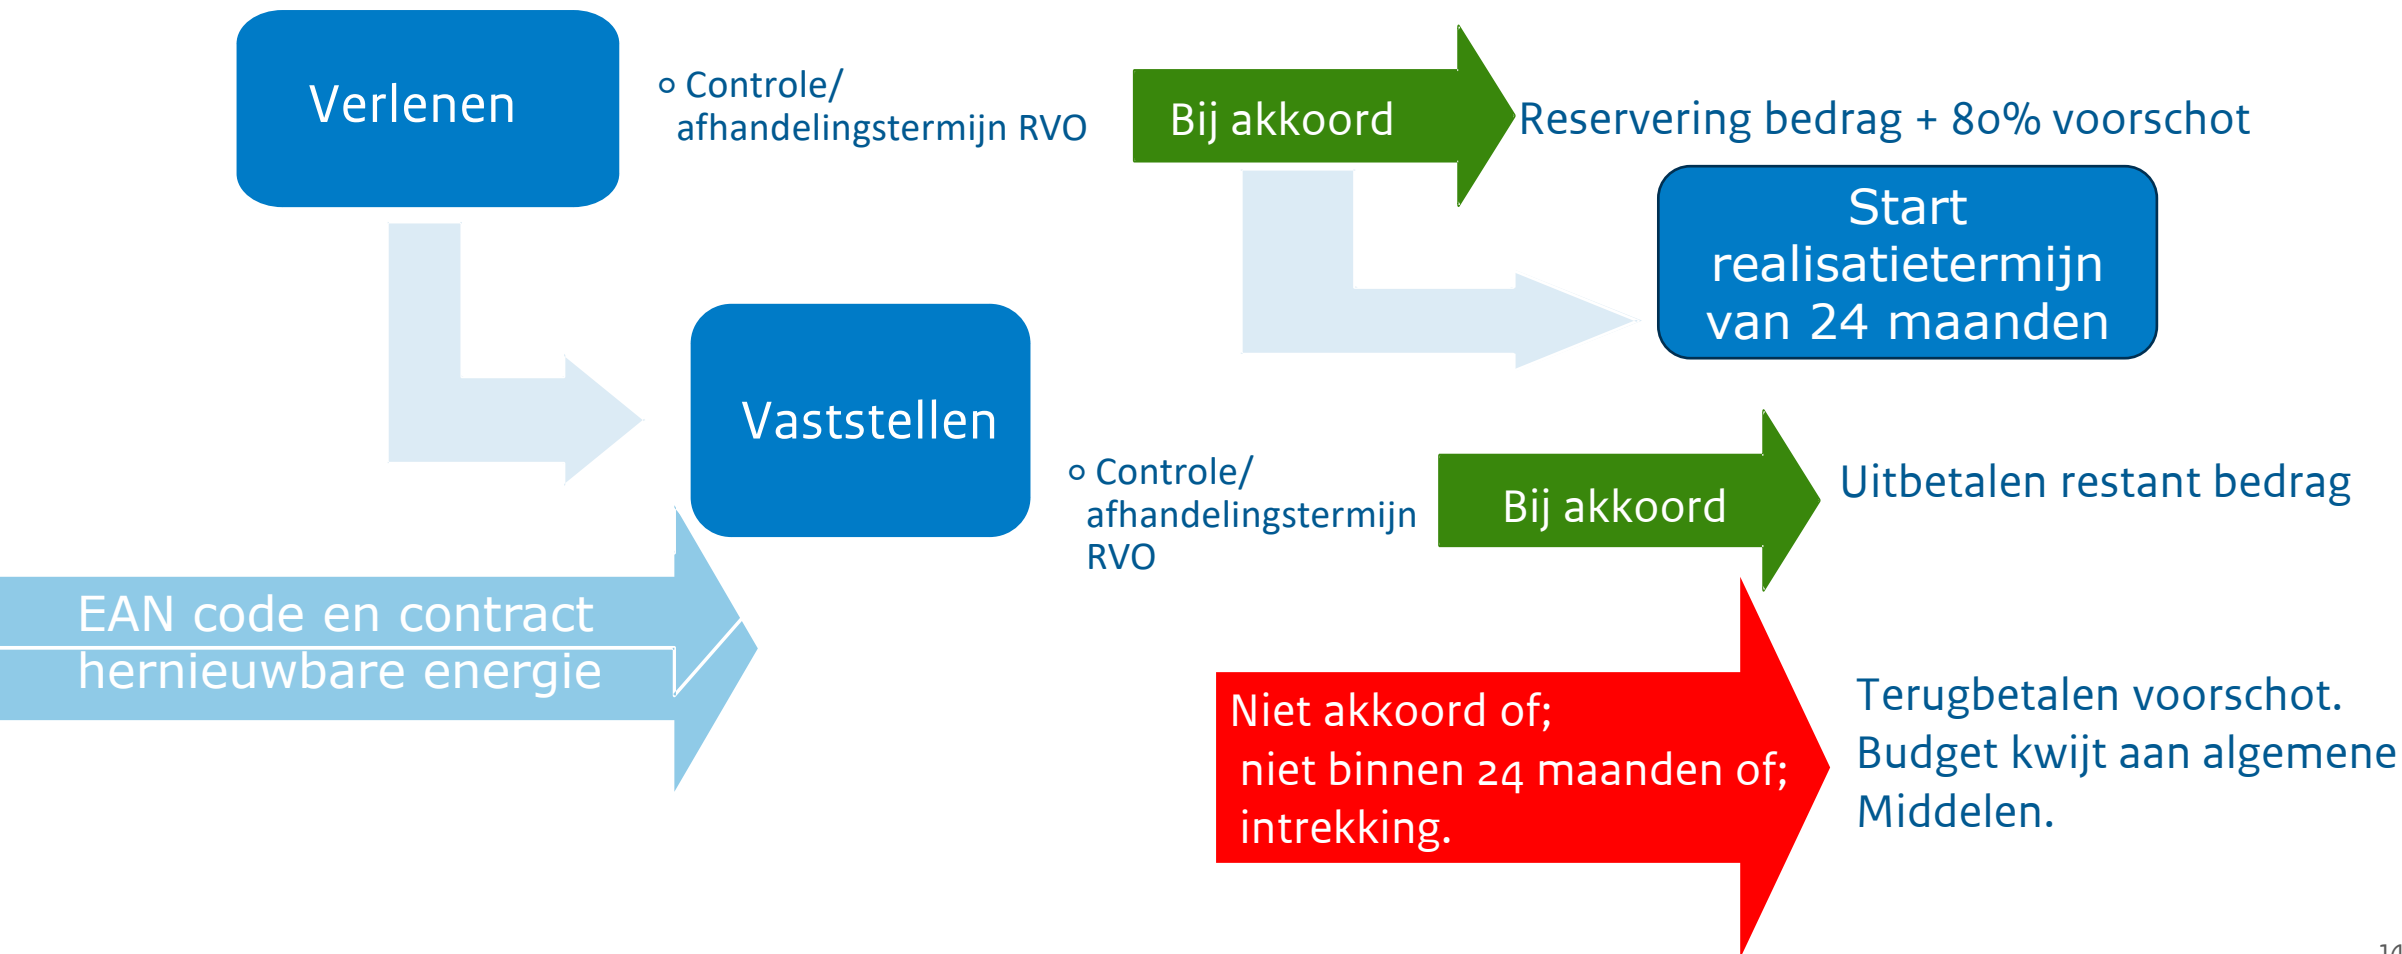 Verlenen
○ Controle/
afhandelingstermijn RVO
Bij akkoord
Reservering bedrag + 80% voorschot
Start
realisatietermijn
van 24 maanden
Vaststellen
○ Controle/
afhandelingstermijn
RVO
Bij akkoord
Uitbetalen restant bedrag
EAN code en contract
hernieuwbare energie
Niet akkoord of;
niet binnen 24 maanden of;
intrekking.
Terugbetalen voorschot.
Budget kwijt aan algemene
Middelen.
14